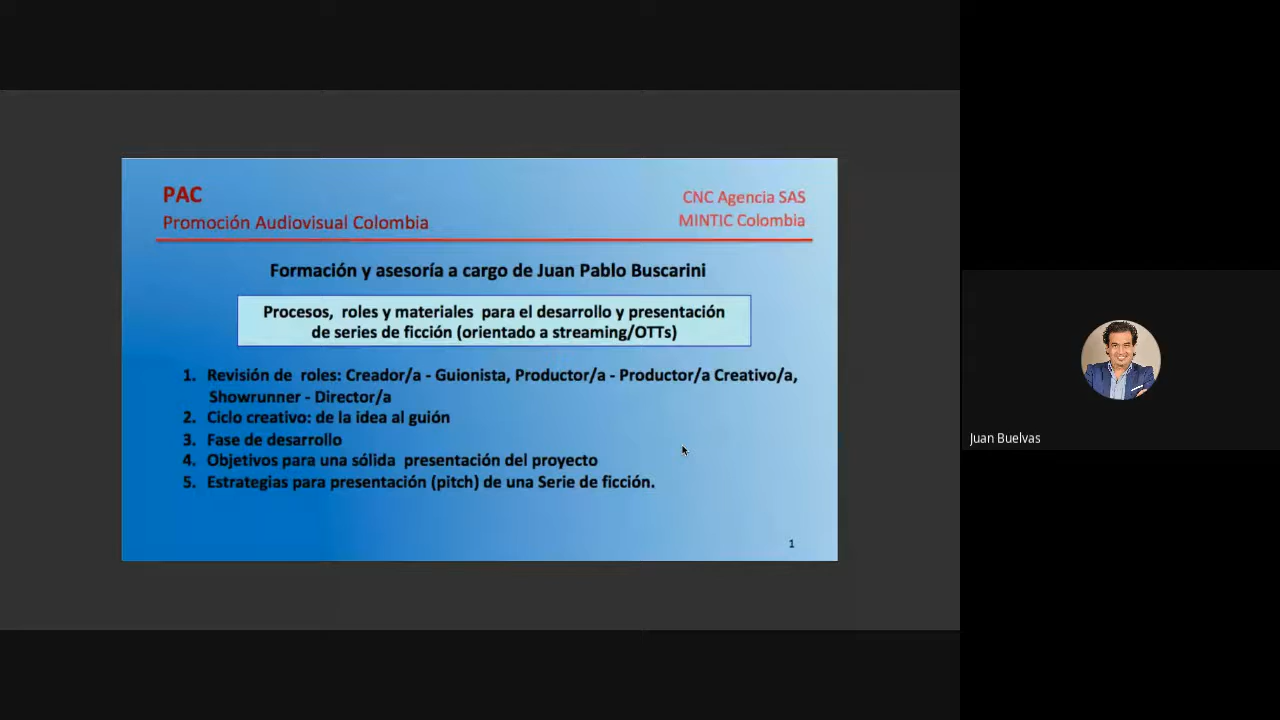 PAC
CNC Agencia SAS
Promoción Audiovisual Colombia
MINTIC Colombia
Formación y asesoría a cargo de Juan Pablo Buscarini
Procesos, roles y materiales para el desarrollo y presentación
de series de ficción (orientado a streaming/OTTs)
1. Revisión de roles: Creador/a - Guionista, Productor/a - Productor/a Creativo/a,
Showrunner - Director/a
2. Ciclo creativo: de la idea al guión
3. Fase de desarrollo
4. Objetivos para una sólida presentación del proyecto
5. Estrategias para presentación (pitch) de una Serie de ficción.
1
Juan Buelvas